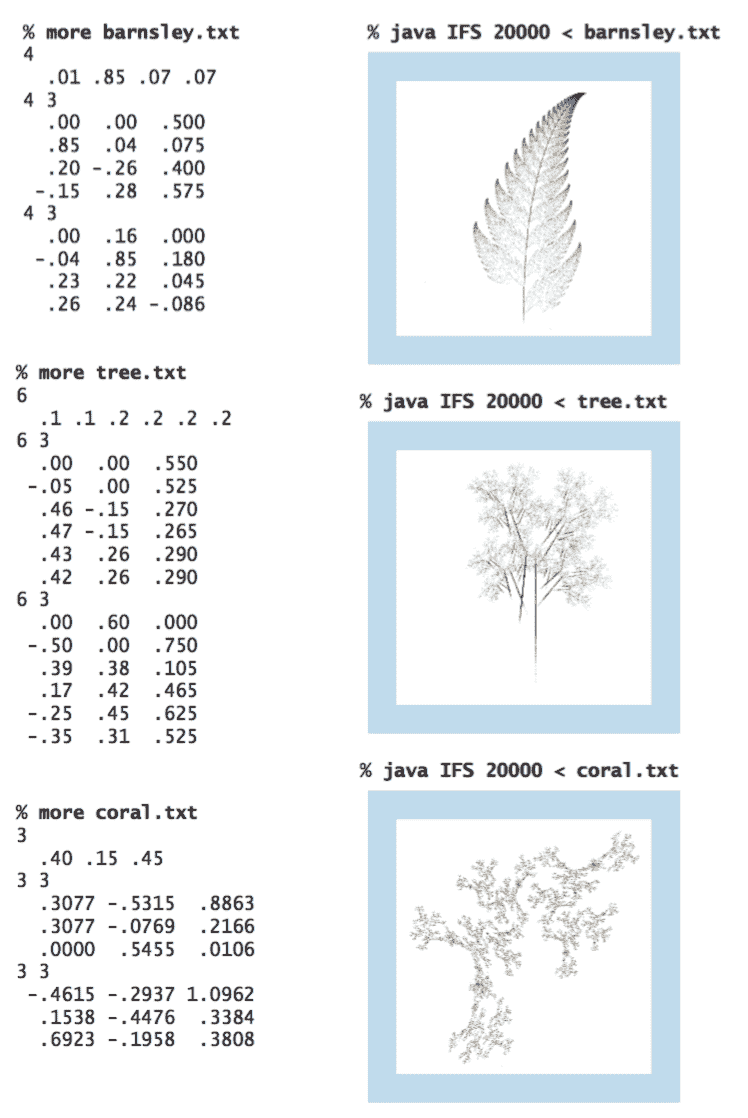 % more barnsley.txt
4
.01 .85 .07 .07
4 3
.00 .00 .500
.85 .04 .075
.20 -.26 .400
-.15 .28 .575
4 3
.00 .16 .000
-.04 .85 .180
.23 .22 .045
.26 .24 -.086
% java IFS 20000 < barnsley.txt
% more tree.txt
6
.1 .1 .2 .2 .2 .2
6 3
.00 .00 .550
-.05 .00 .525
.46 -.15 .270
.47 -.15 .265
.43 .26 .290
.42 .26 .290
6 3
.00 .60 .000
-.50 .00 .750
.39 .38 .105
.17 .42 .465
-.25 .45 .625
-.35 .31 .525
% java IFS 20000 < tree.txt
% more coral.txt
3
.40 .15 .45
3 3
.3077 -.5315 .8863
.3077 -.0769 .2166
.0000 .5455 .0106
3 3
-.4615 -.2937 1.0962
.1538 -.4476 .3384
.6923 -.1958 .3808
% java IFS 20000 < coral.txt